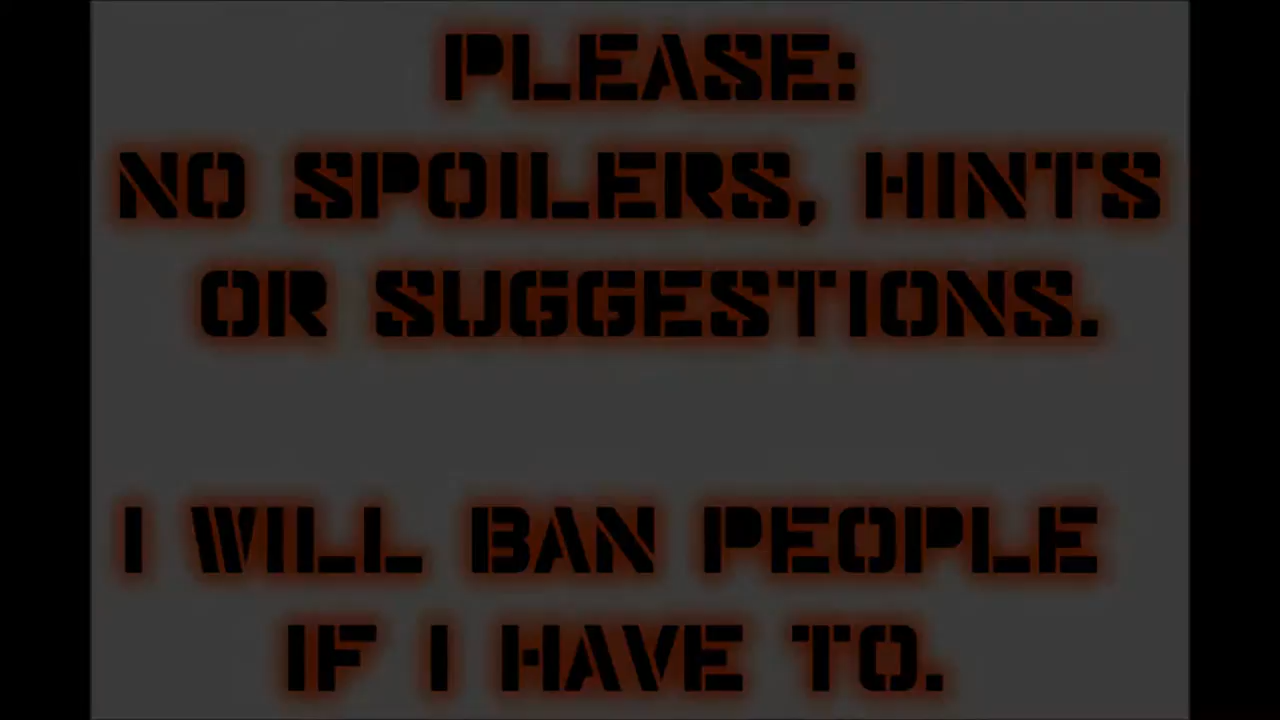 PLEASE:
NO SPOILERS, HINTS
OR SUGGESTIONS.
I WILL BAN PEOPLE
IF I HAVE TO.